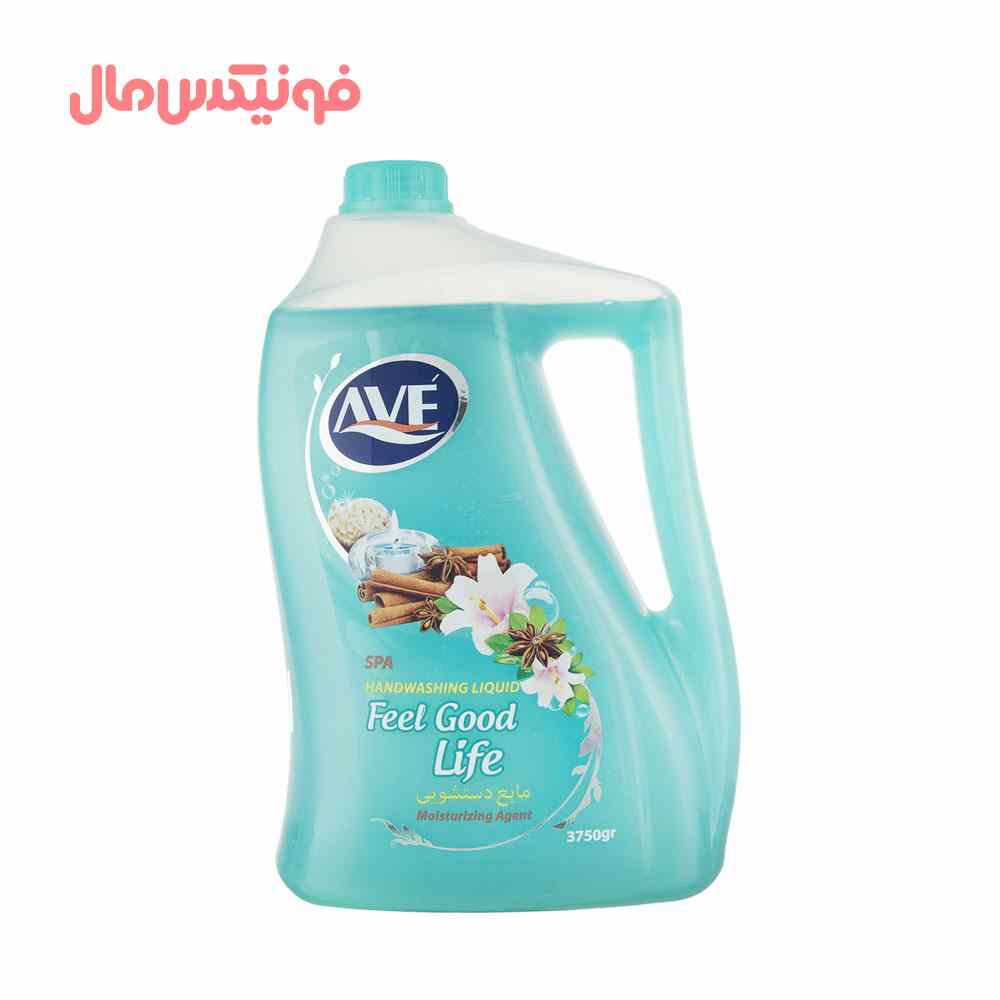 فونیکس‌مال
AVÉ
SPA
HANDWASHING LIQUID
Feel Good
Life
مایع دستشویی
Moisturizing Agent
3750gr